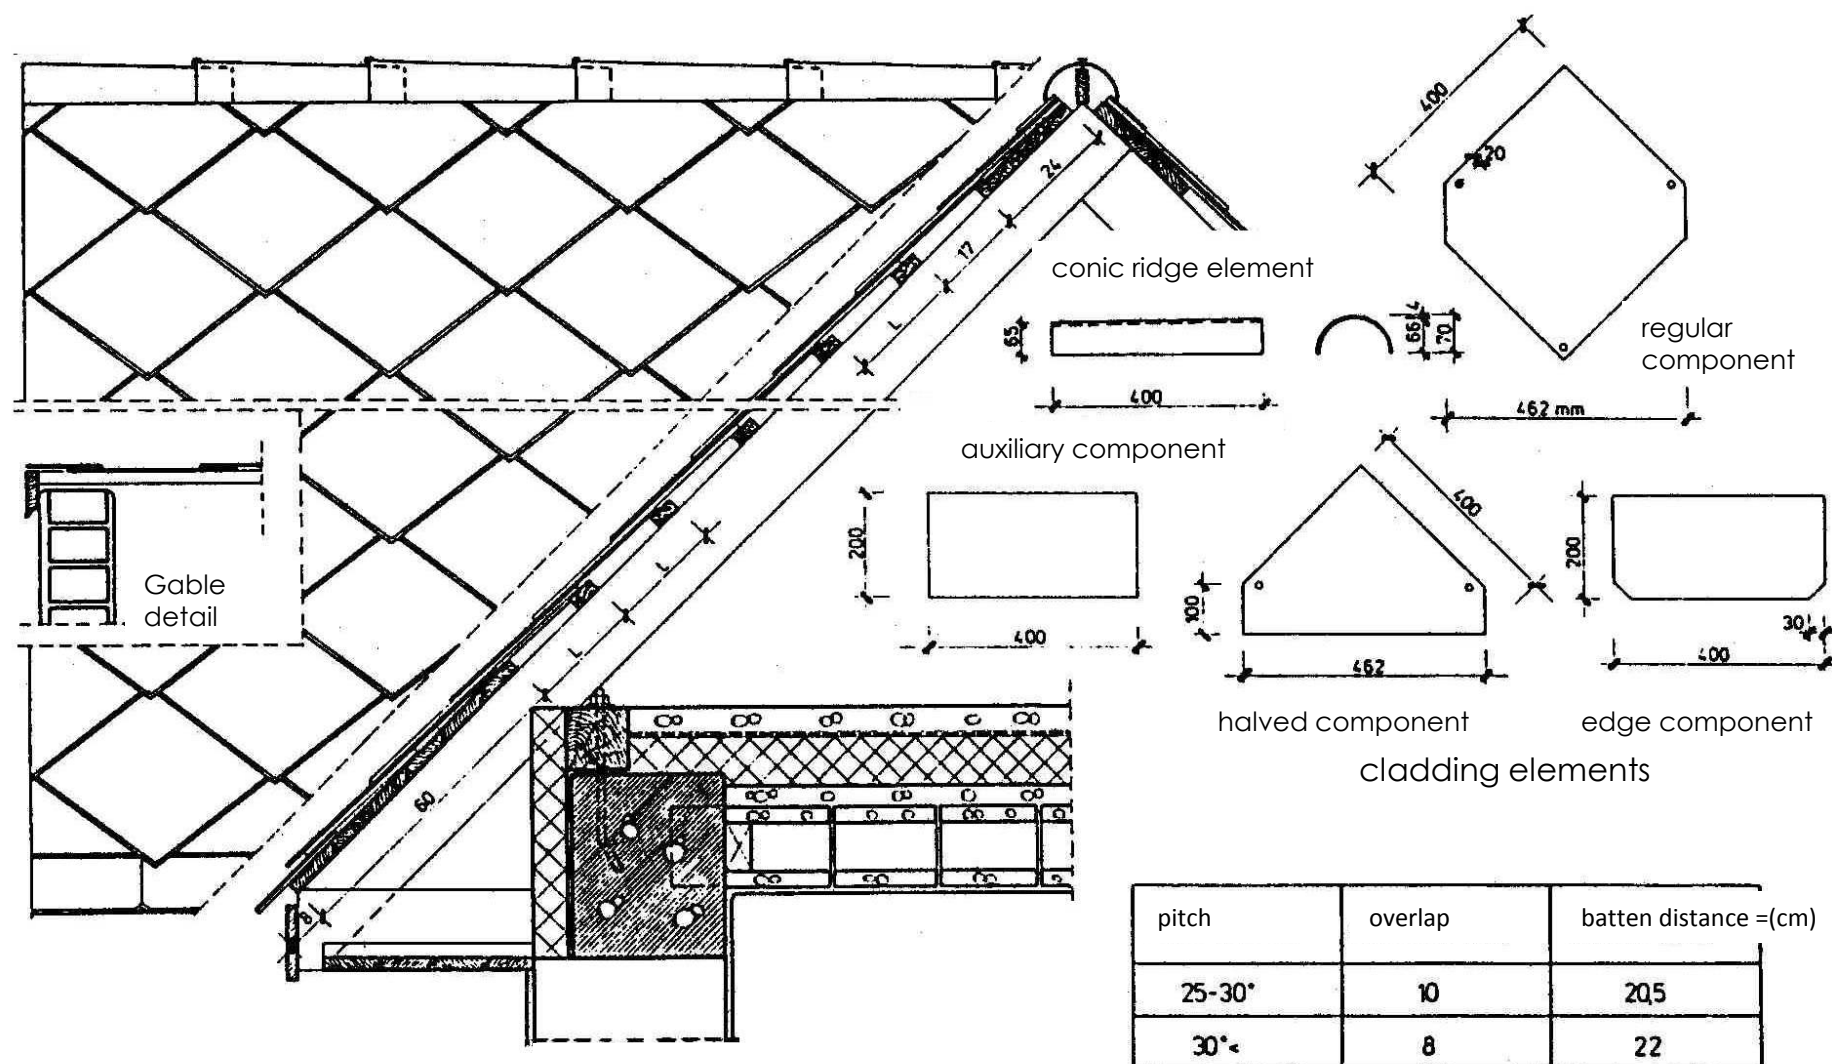 400
20
24
conic ridge element
17
regular
component
65
66
4
70
L
400
462 mm
auxiliary component
400
200
L
200
Gable
detail
100
400
30
400
L
462
halved component
edge component
cladding elements
60
8
pitch
overlap
batten distance =(cm)
25-30°
10
20,5
30°<
8
22